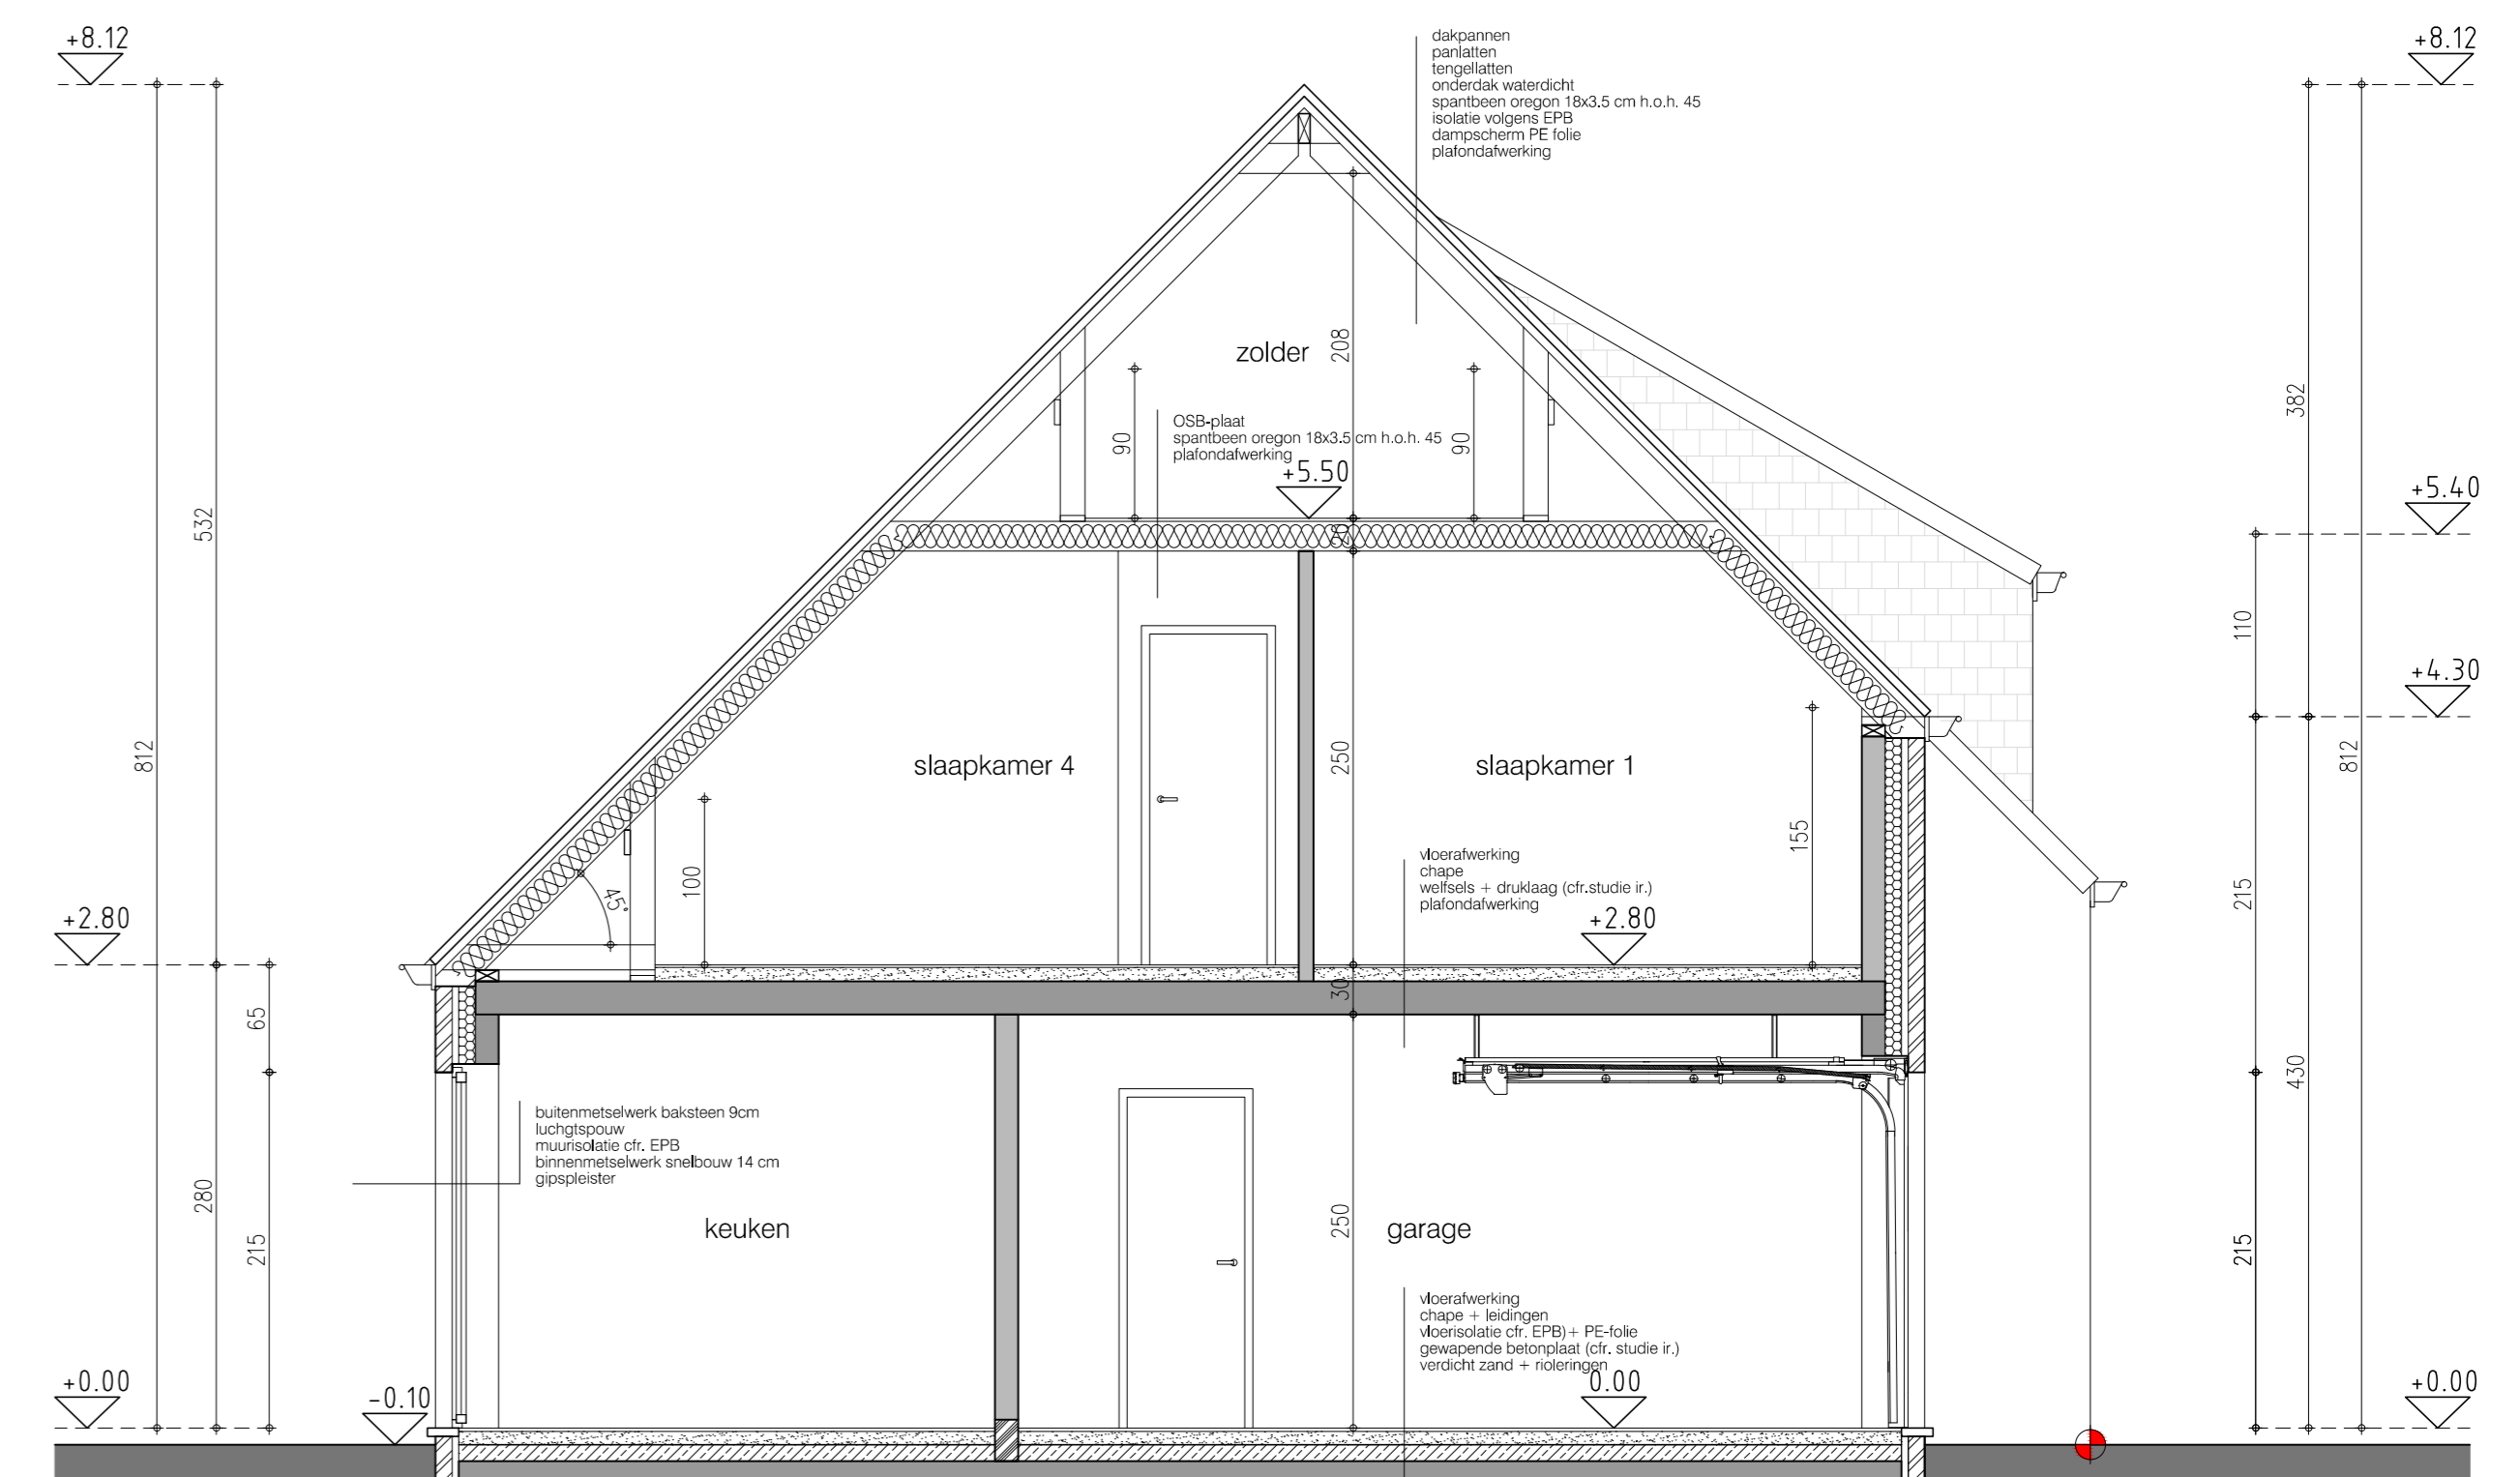 +8.12
+8.12
dakpannen
panlatten
tengellatten
onderdak waterdicht
spantbeen oregon 18x3.5 cm h.o.h. 45
isolatie volgens EPB
dampscherm PE folie
plafondafwerking
zolder
208
382
90
90
OSB-plaat
spantbeen oregon 18x3.5 cm h.o.h. 45
plafondafwerking
+5.50
+5.40
532
20
110
+4.30
812
slaapkamer 4
250
slaapkamer 1
812
155
100
45°
vloerafwerking
chape
welfsels + druklaag (cfr.studie ir.)
plafondafwerking
+2.80
+2.80
215
30
65
430
buitenmetselwerk baksteen 9cm
luchgtspouw
muurisolatie cfr. EPB
binnenmetselwerk snelbouw 14 cm
gipspleister
280
215
keuken
250
garage
215
vloerafwerking
chape + leidingen
vloerisolatie cfr. EPB)+ PE-folie
gewapende betonplaat (cfr. studie ir.)
verdicht zand + rioleringen
+0.00
-0.10
0.00
+0.00